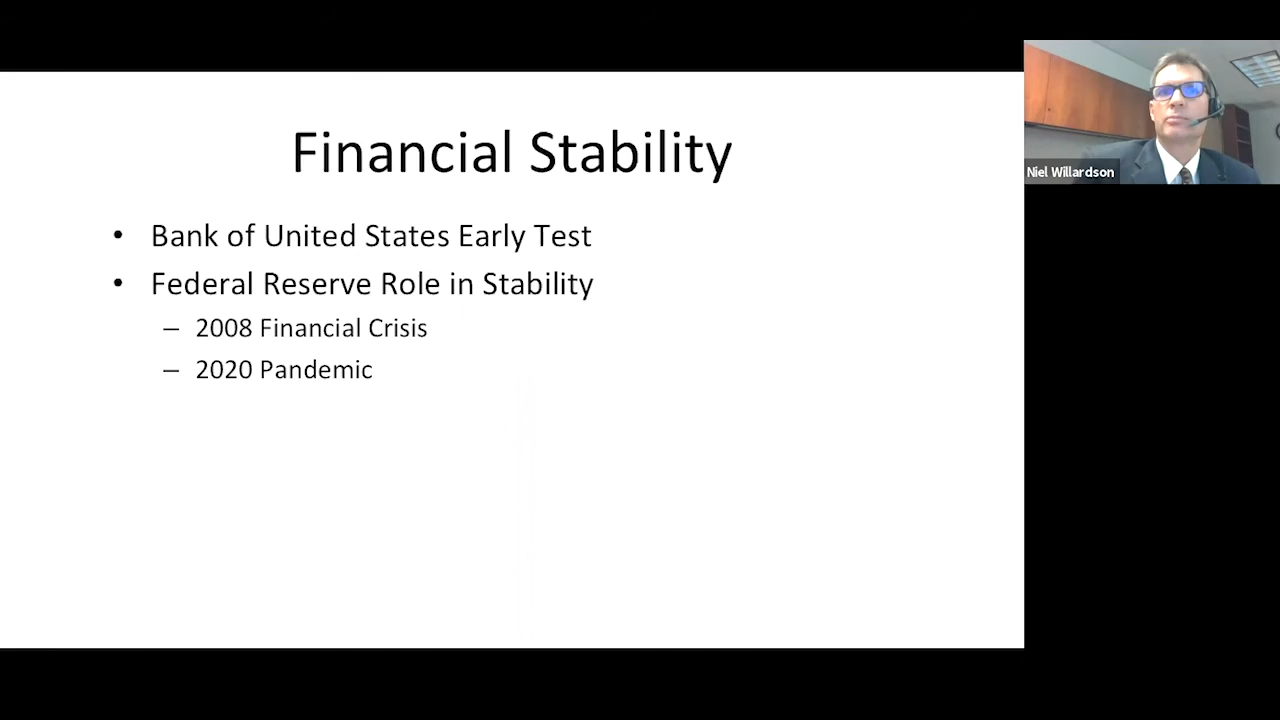 Financial Stability
• Bank of United States Early Test
• Federal Reserve Role in Stability
– 2008 Financial Crisis
– 2020 Pandemic
Niel Willardson